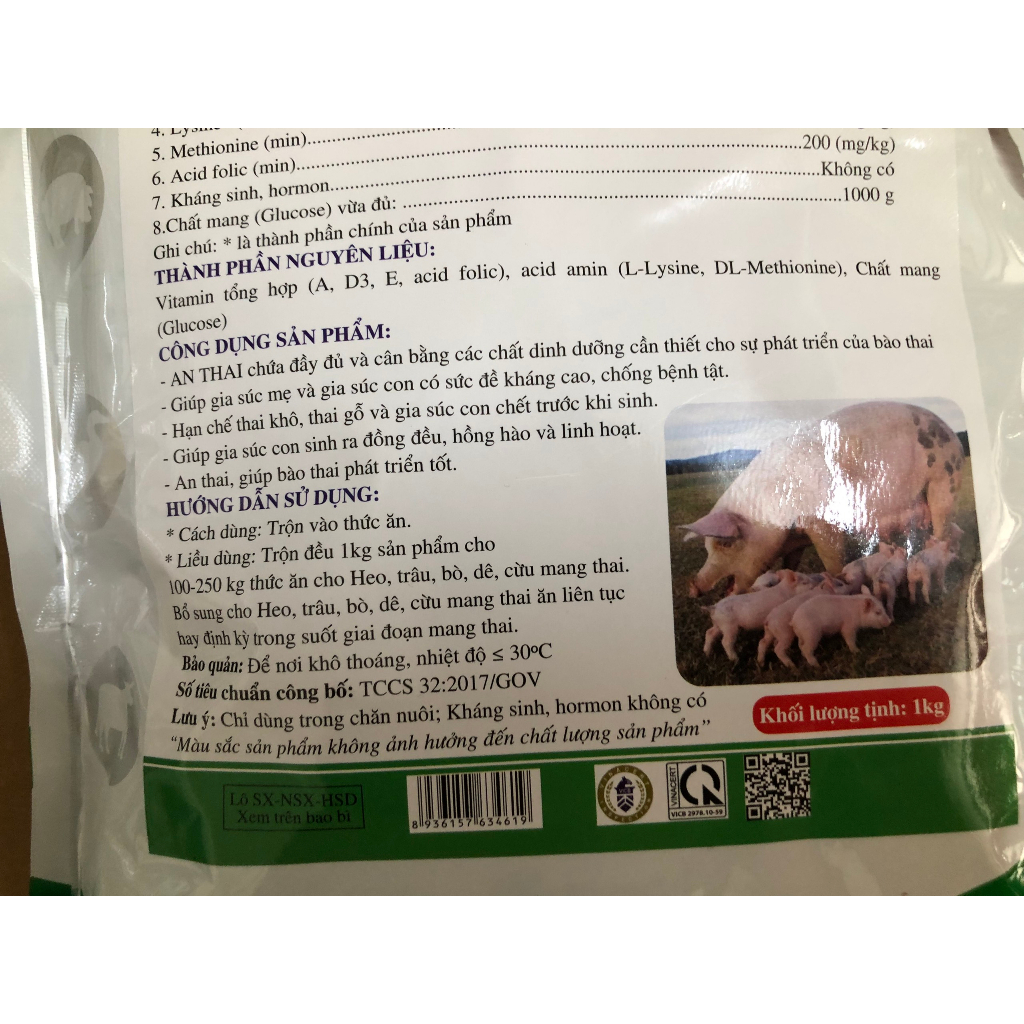 5. Methionine (min)
6. Acid folic (min) 200 (mg/kg)
7. Kháng sinh, hormon Không có
8.Chất mang (Glucose) vừa đủ: 1000 g
Ghi chú: * là thành phần chính của sản phẩm
THÀNH PHẦN NGUYÊN LIỆU:
Vitamin tổng hợp (A, D3, E, acid folic), acid amin (L-Lysine, DL-Methionine), Chất mang
(Glucose)
CÔNG DỤNG SẢN PHẨM:
- AN THAI chứa đầy đủ và cân bằng các chất dinh dưỡng cần thiết cho sự phát triển của bào thai
- Giúp gia súc mẹ và gia súc con có sức đề kháng cao, chống bệnh tật.
- Hạn chế thai khô, thai gỗ và gia súc con chết trước khi sinh.
- Giúp gia súc con sinh ra đồng đều, hồng hào và linh hoạt.
- An thai, giúp bào thai phát triển tốt.
HƯỚNG DẪN SỬ DỤNG:
* Cách dùng: Trộn vào thức ăn.
* Liều dùng: Trộn đều 1kg sản phẩm cho
100-250 kg thức ăn cho Heo, trâu, bò, dê, cừu mang thai.
Bổ sung cho Heo, trâu, bò, dê, cừu mang thai ăn liên tục
hay định kỳ trong suốt giai đoạn mang thai.
Bảo quản: Để nơi khô thoáng, nhiệt độ ≤ 30ºC
Số tiêu chuẩn công bố: TCCS 32:2017/GOV
Lưu ý: Chỉ dùng trong chăn nuôi; Kháng sinh, hormon không có
"Màu sắc sản phẩm không ảnh hưởng đến chất lượng sản phẩm"
Khối lượng tịnh: 1kg
Lô SX-NSX-HSD
Xem trên bao bì
8 936157 634619
VINACERT
VICB 2978.10-39